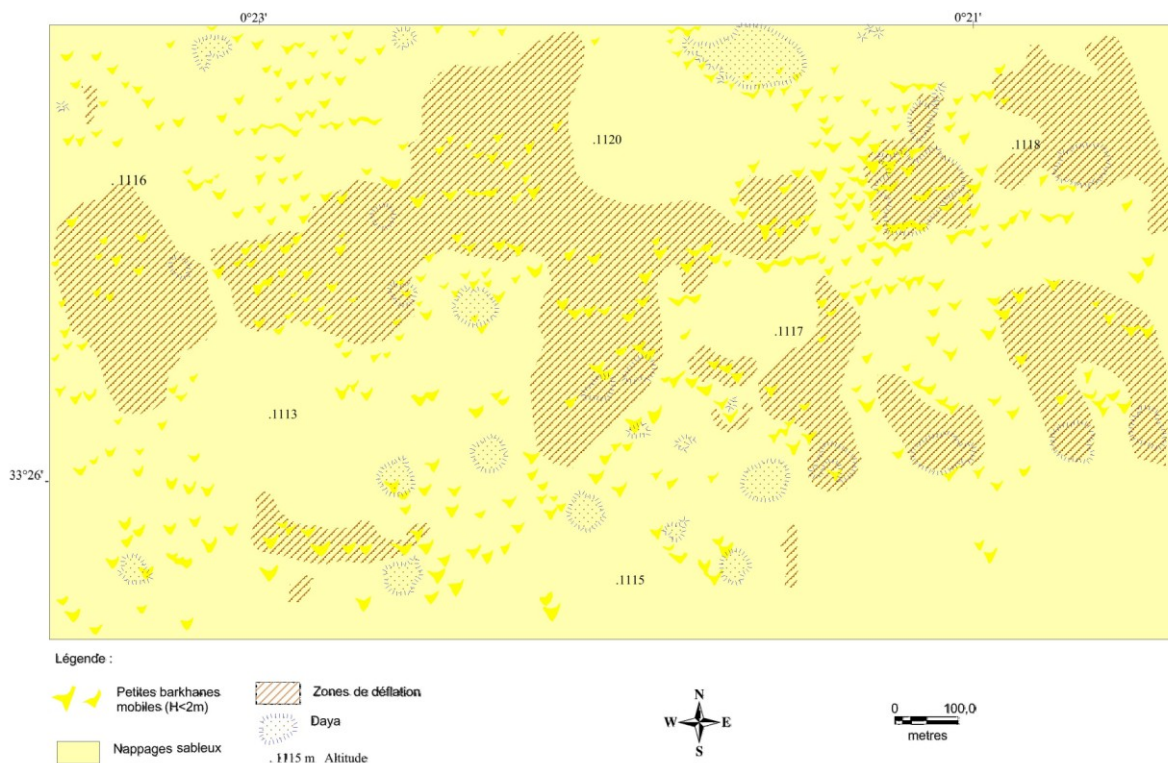 0°23'
0°21'
.1120
.1118
. 1116
.1117
.1113
33°26'
.1115
Légende :
Petites barkhanes
mobiles (H<2m)
Nappages sableux
Zones de déflation
Daya
. 1115 m Altitude
N
W E
S
0 100,0
metres